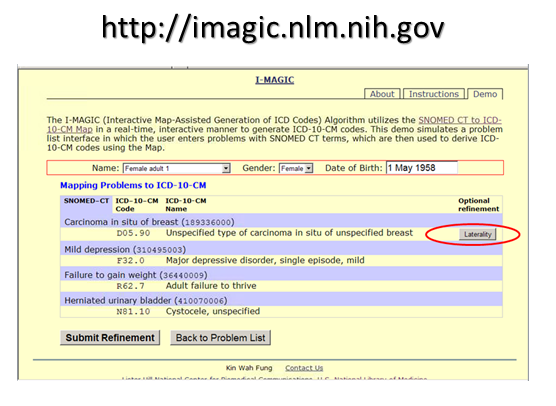 http://imagic.nlm.nih.gov
I-MAGIC
About Instructions Demo
The I-MAGIC (Interactive Map-Assisted Generation of ICD Codes) Algorithm utilizes the SNOMED CT to ICD-
10-CM Map in a real-time, interactive manner to generate ICD-10-CM codes. This demo simulates a problem
list interface in which the user enters problems with SNOMED CT terms, which are then used to derive ICD-
10-CM codes using the Map.
Name: Female adult 1 Gender: Female Date of Birth: 1 May 1958
Mapping Problems to ICD-10-CM
SNOMED-CT ICD-10-CM ICD-10-CM Optional
Code Name refinement
Carcinoma in situ of breast (189336000)
D05.90 Unspecified type of carcinoma in situ of unspecified breast Laterality
Mild depression (310495003)
F32.0 Major depressive disorder, single episode, mild
Failure to gain weight (36440009)
R62.7 Adult failure to thrive
Herniated urinary bladder (410070006)
N81.10 Cystocele, unspecified
Submit Refinement Back to Problem List
Kin Wah Fung Contact Us
Lister Hill National Center for Biomedical Communications, U.S. National Library of Medicine